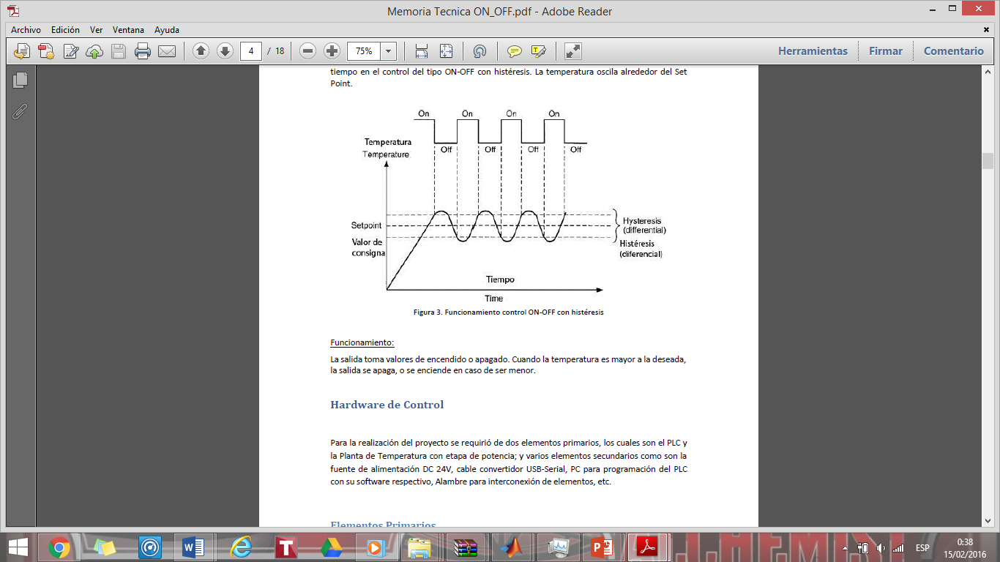 Memoria Tecnica ON_OFF.pdf - Adobe Reader
Archivo Edición Ver Ventana Ayuda
4 / 18 75% Herramientas Firmar Comentario
tiempo en el control del tipo ON-OFF con histéresis. La temperatura oscila alrededor del Set
Point.
On On On On
Off Off Off Off
Temperatura
Temperature
Setpoint
Valor de
consigna
Hysteresis
(differential)
Histéresis
(diferencial)
Tiempo
Time
Figura 3. Funcionamiento control ON-OFF con histéresis
Funcionamiento:
La salida toma valores de encendido o apagado. Cuando la temperatura es mayor a la deseada,
la salida se apaga, o se enciende en caso de ser menor.
Hardware de Control
Para la realización del proyecto se requirió de dos elementos primarios, los cuales son el PLC y
la Planta de Temperatura con etapa de potencia; y varios elementos secundarios como son la
fuente de alimentación DC 24V, cable convertidor USB-Serial, PC para programación del PLC
con su software respectivo, Alambre para interconexión de elementos, etc.
Elementos Primarios
ESP
0:38
15/02/2016